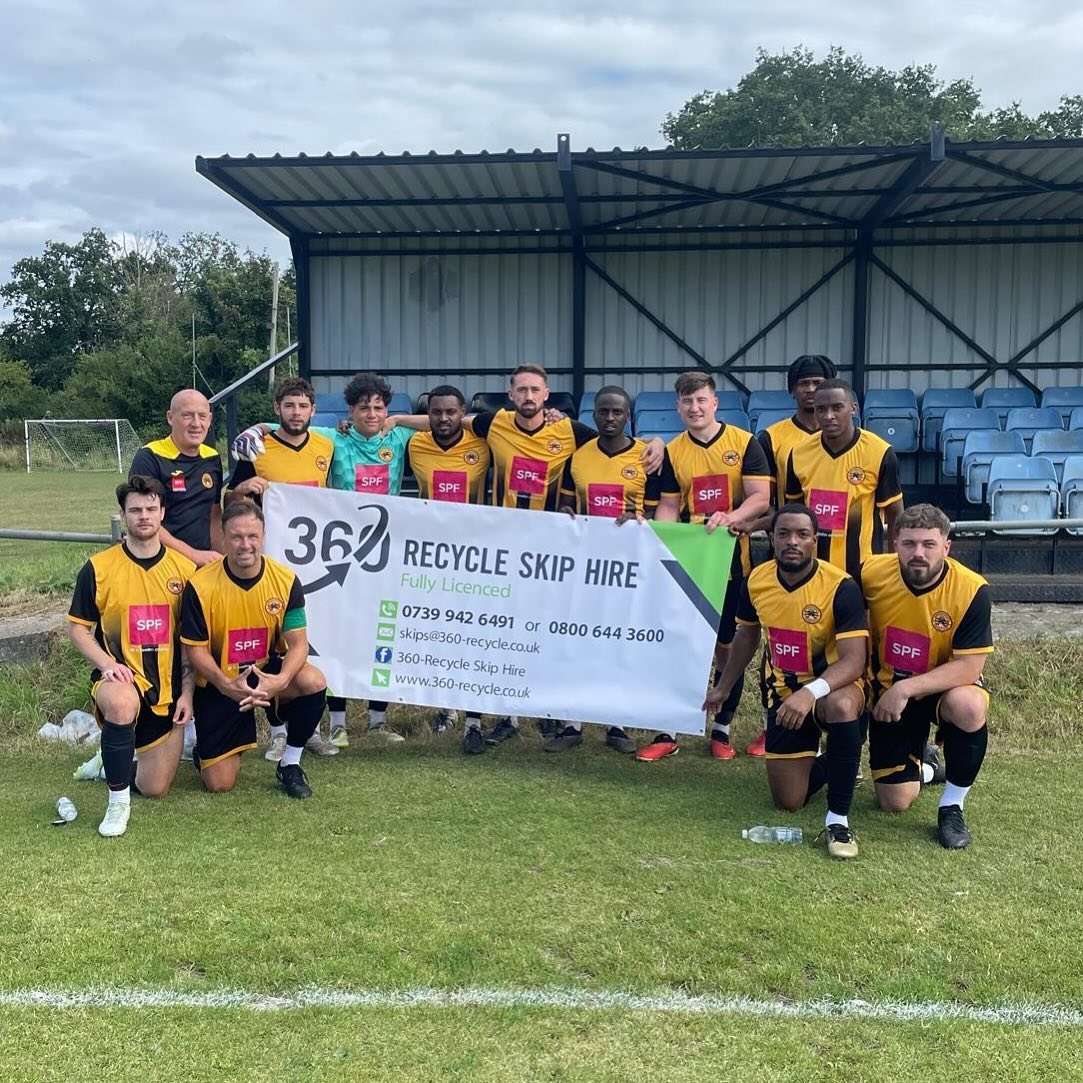 360 RECYCLE SKIP HIRE
Fully Licenced
0739 942 6491 or 0800 644 3600
skips@360-recycle.co.uk
360-Recycle Skip Hire
www.360-recycle.co.uk
SPF
SPF
SPF
SPF
SPF
SPF
SPF
SPF
SPF
SPF
SPF